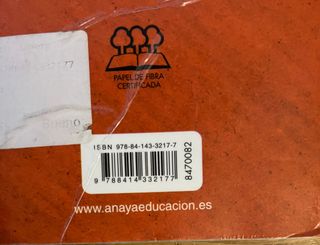 PAPEL DE FIBRA
CERTIFICADA
ISBN 978-84-143-3217-7
9 788414 332177
8470082
www.anayaeducacion.es